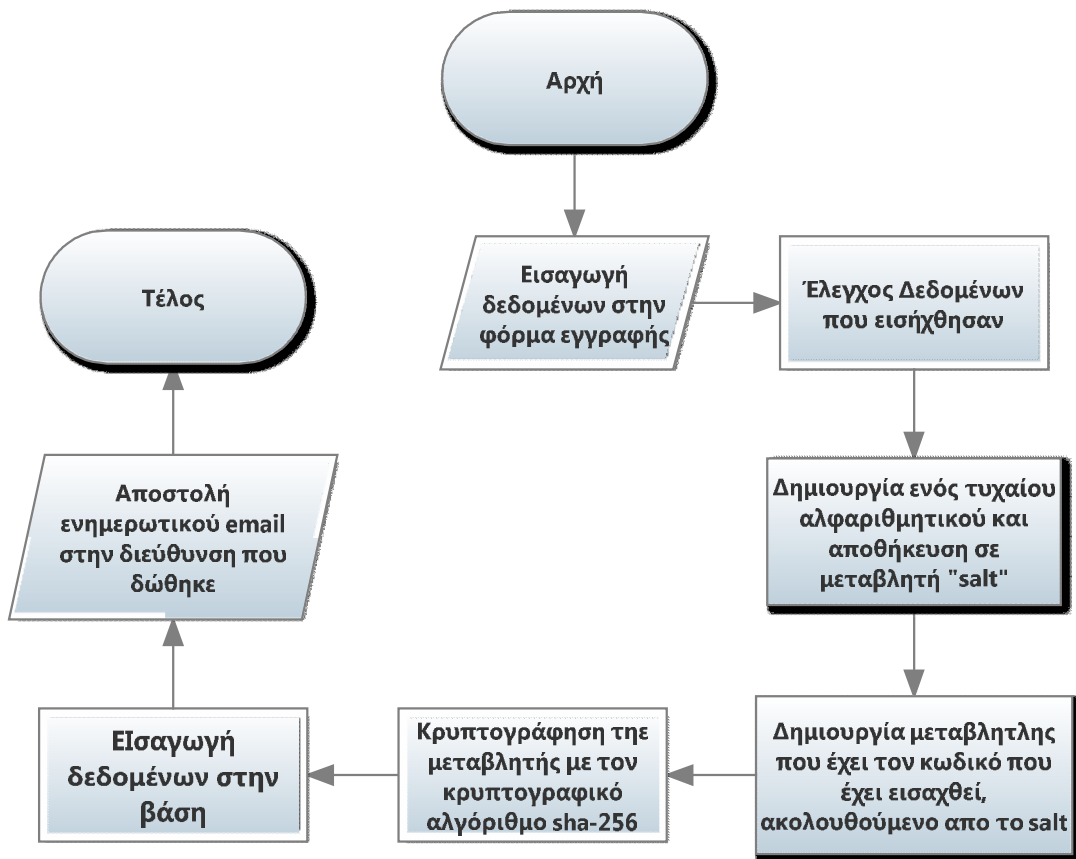 Αρχή
Εισαγωγή
δεδομένων στην
φόρμα εγγραφής
Έλεγχος Δεδομένων
που εισήχθησαν
Δημιουργία ενός τυχαίου
αλφαριθμητικού και
αποθήκευση σε
μεταβλητή "salt"
Δημιουργία μεταβλητλης
που έχει τον κωδικό που
έχει εισαχθεί,
ακολουθούμενο απο το salt
Κρυπτογράφηση τηε
μεταβλητής με τον
κρυπτογραφικό
αλγόριθμο sha-256
ΕΙσαγωγή
δεδομένων στην
βάση
Αποστολή
ενημερωτικού email
στην διεύθυνση που
δώθηκε
Τέλος